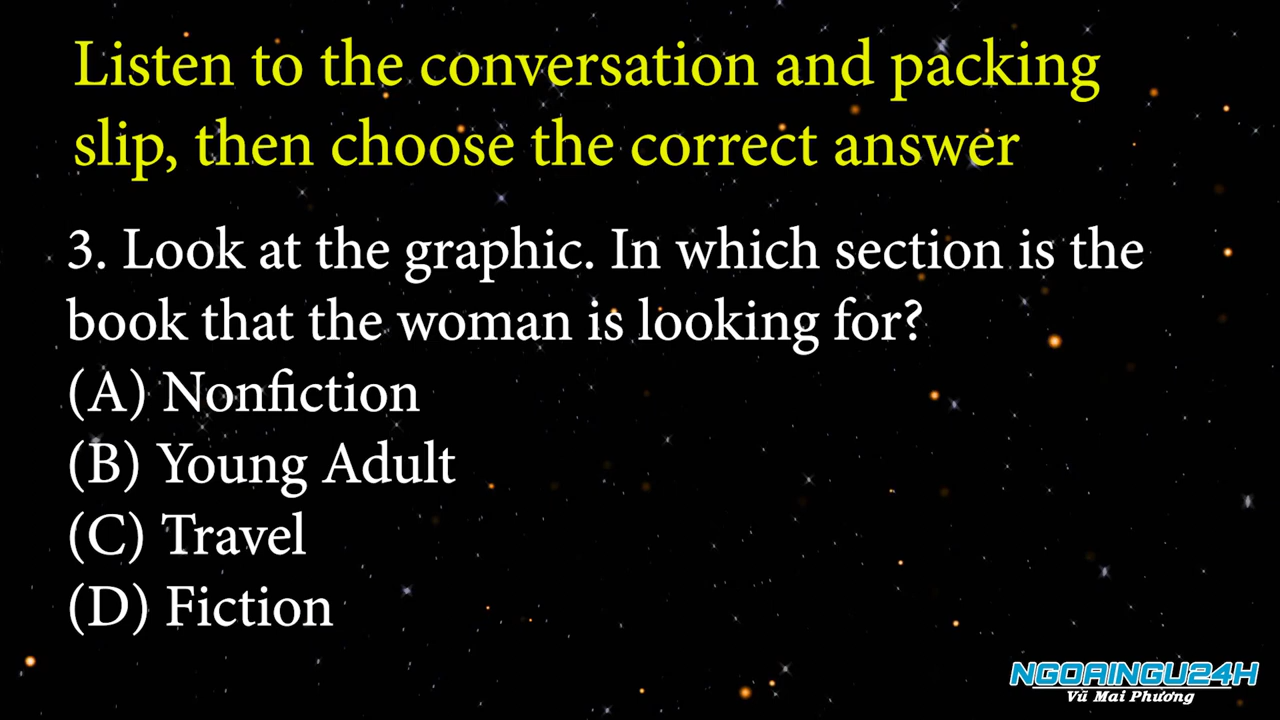 Listen to the conversation and packing
slip, then choose the correct answer
3. Look at the graphic. In which section is the
book that the woman is looking for?
(A) Nonfiction
(B) Young Adult
(C) Travel
(D) Fiction
NGOAINGU24H
Vũ Mai Phương